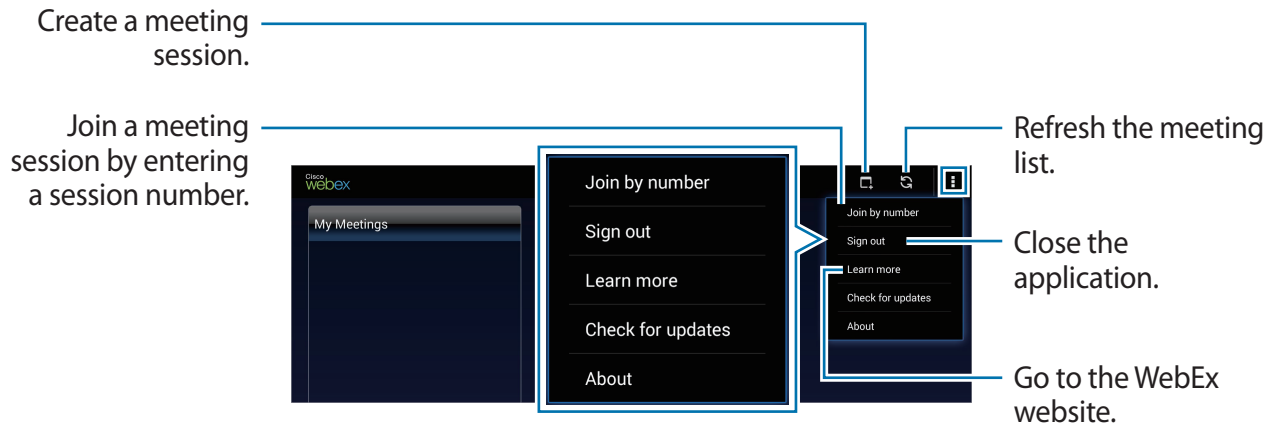 Create a meeting
session.
Join a meeting
session by entering
a session number.
Cisco
webex
My Meetings
Join by number
Sign out
Learn more
Check for updates
About
Join by number
Sign out
Learn more
Check for updates
About
Refresh the meeting
list.
Close the
application.
Go to the WebEx
website.